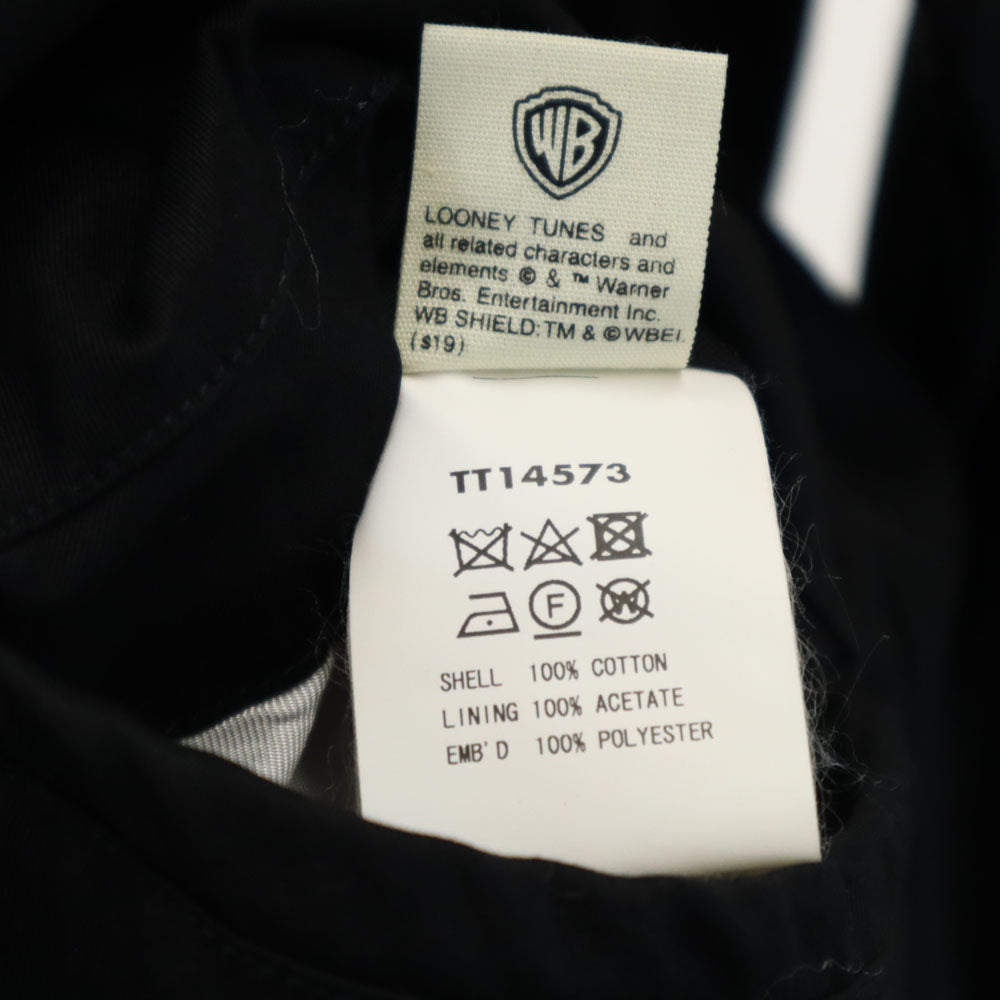 WB
LOONEY TUNES and
all related characters and
elements © & ™ Warner
Bros. Entertainment Inc.
WB SHIELD: TM & © WBEI.
(s19)
TT14573
F
W
SHELL 100% COTTON
LINING 100% ACETATE
EMB'D 100% POLYESTER